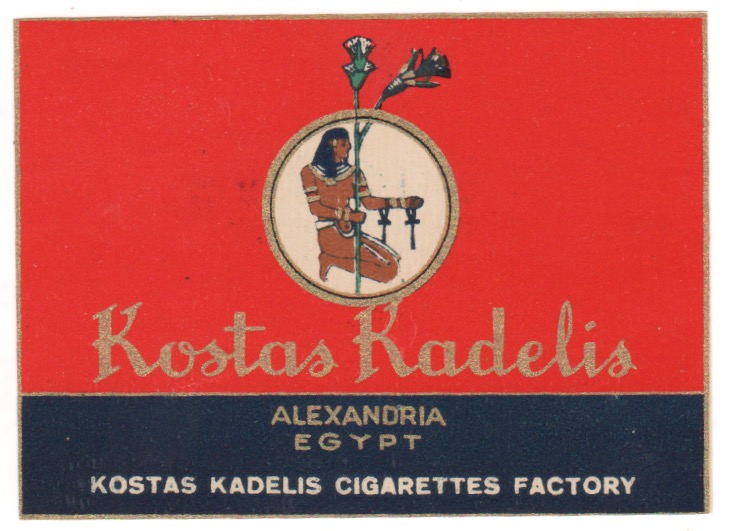 Kostas Kadelis
ALEXANDRIA
EGYPT
KOSTAS KADELIS CIGARETTES FACTORY